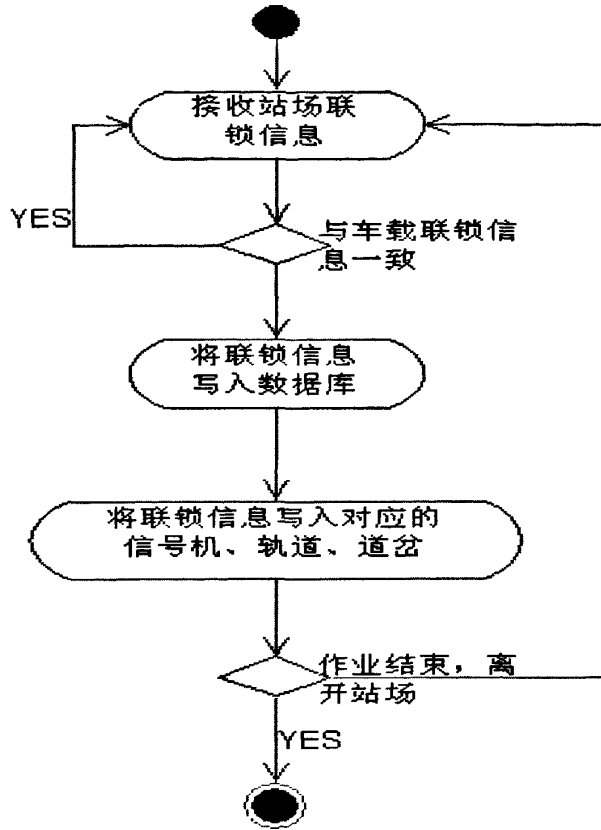 接收站场联
锁信息
YES
与车载联锁信
息一致
将联锁信息
写入数据库
将联锁信息写入对应的
信号机、轨道、道岔
作业结束，离
开站场
YES